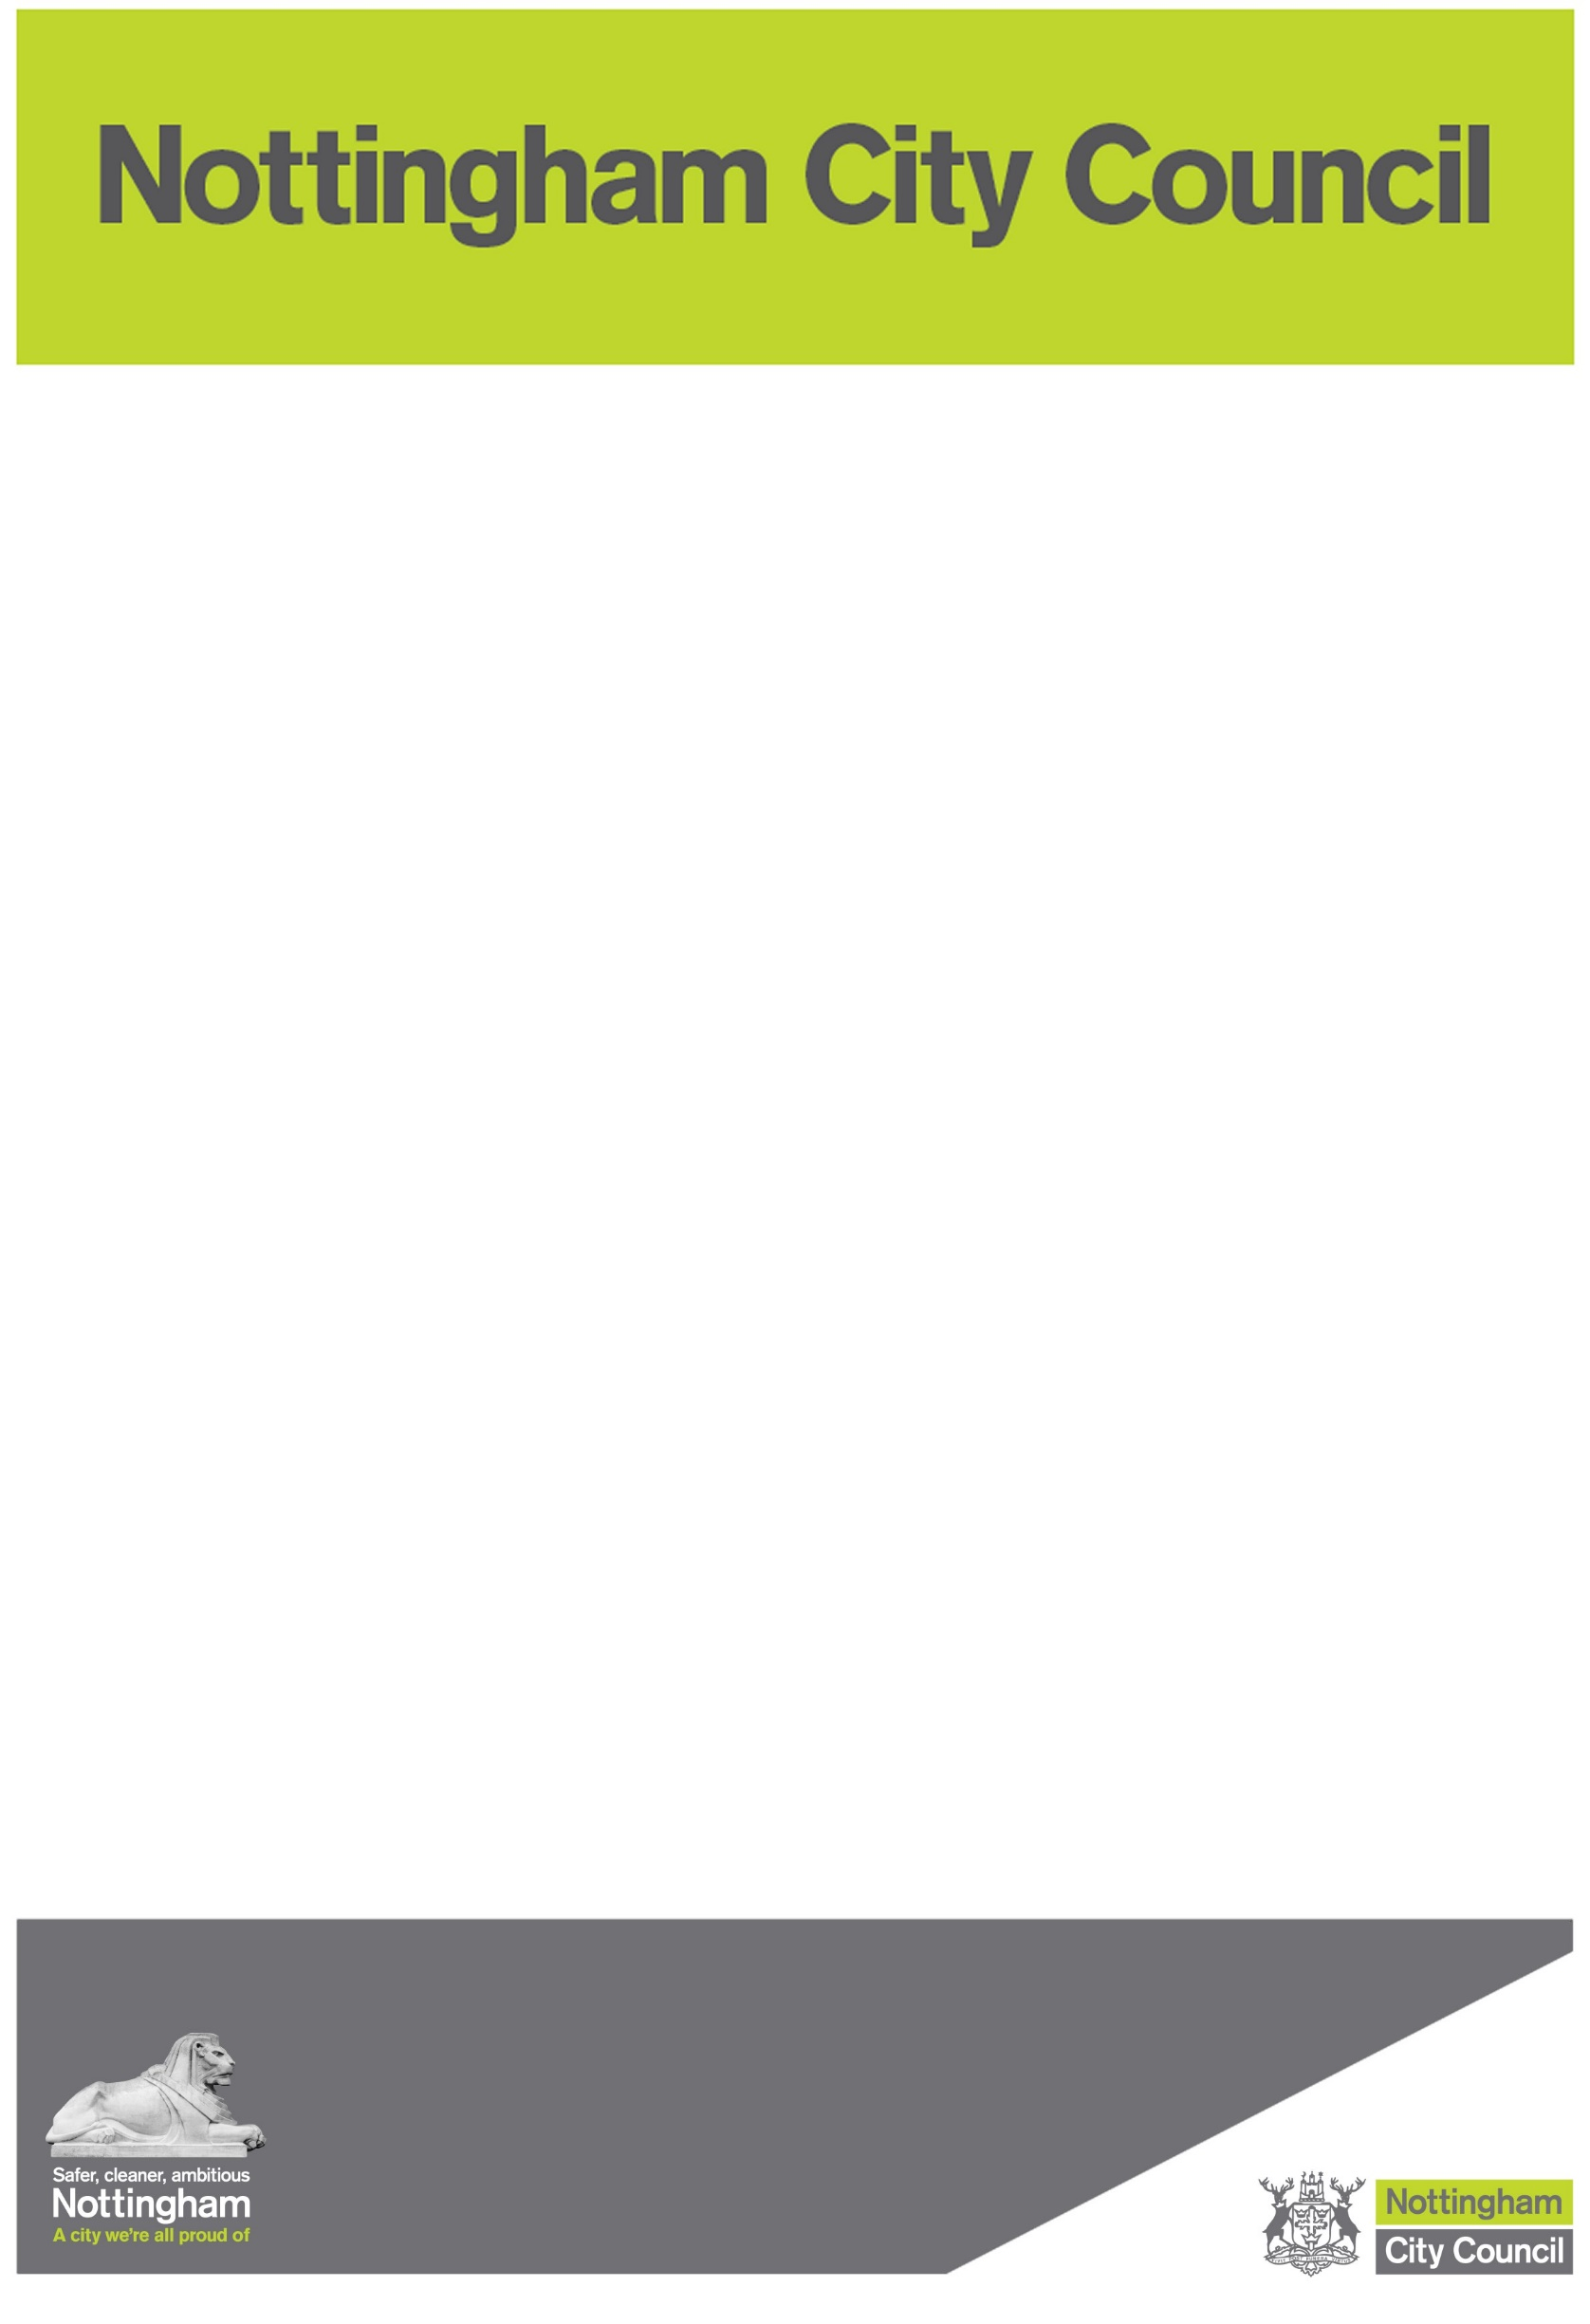 Nottingham City Council
Safer, cleaner, ambitious
Nottingham
A city we're all proud of
Nottingham
City Council